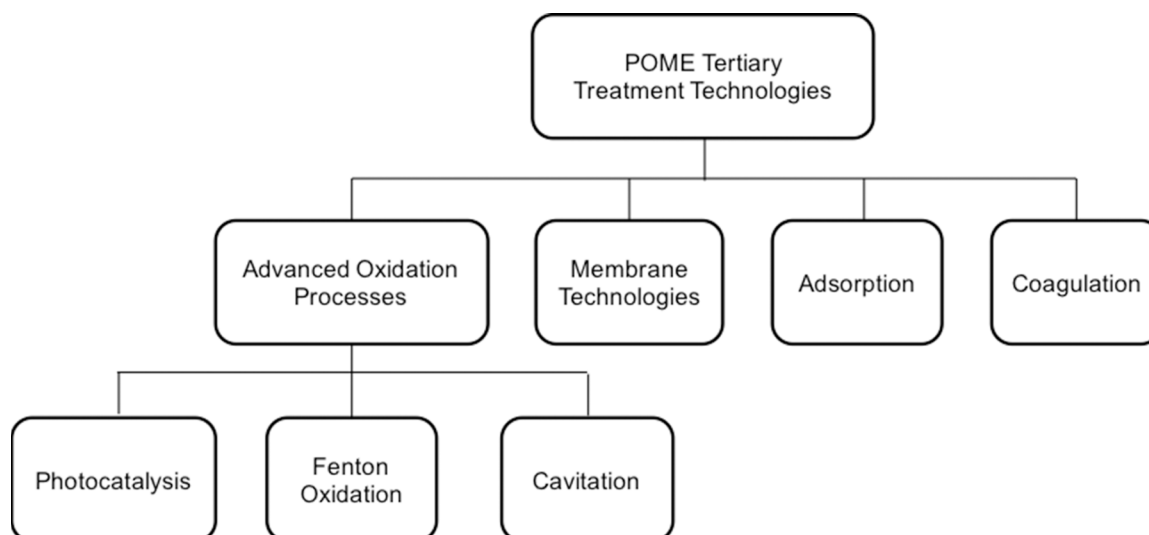 POME Tertiary
Treatment Technologies
Advanced Oxidation
Processes
Membrane
Technologies
Adsorption
Coagulation
Photocatalysis
Fenton
Oxidation
Cavitation